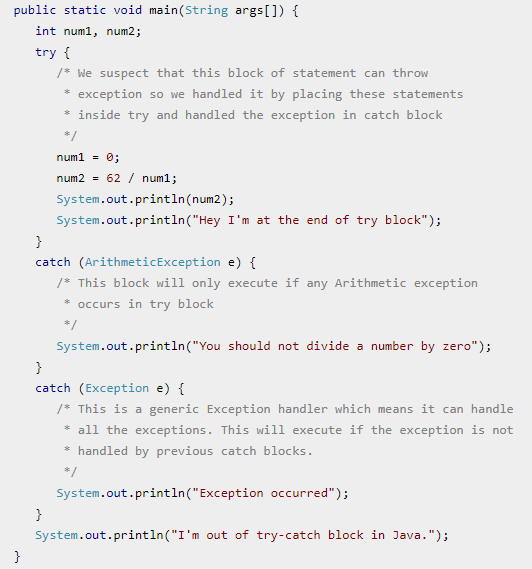 public static void main(String args[]) {
int num1, num2;
try {
/* We suspect that this block of statement can throw
* exception so we handled it by placing these statements
* inside try and handled the exception in catch block
*/
num1 = 0;
num2 = 62 / num1;
System.out.println(num2);
System.out.println("Hey I'm at the end of try block");
}
catch (ArithmeticException e) {
/* This block will only execute if any Arithmetic exception
* occurs in try block
*/
System.out.println("You should not divide a number by zero");
}
catch (Exception e) {
/* This is a generic Exception handler which means it can handle
* all the exceptions. This will execute if the exception is not
* handled by previous catch blocks.
*/
System.out.println("Exception occurred");
}
System.out.println("I'm out of try-catch block in Java.");
}